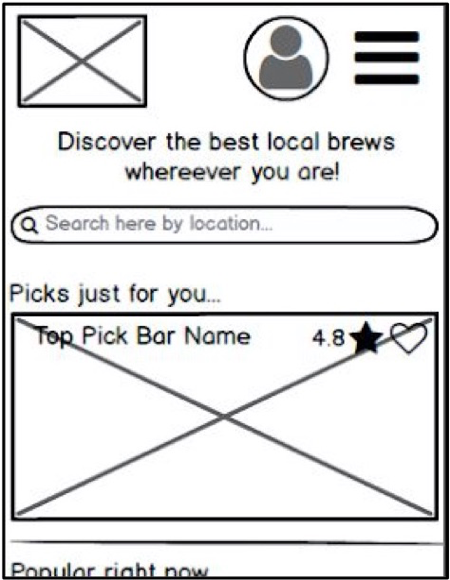 Discover the best local brews
whereever you are!
Search here by location...
Picks just for you...
Top Pick Bar Name 4.8
Popular right now